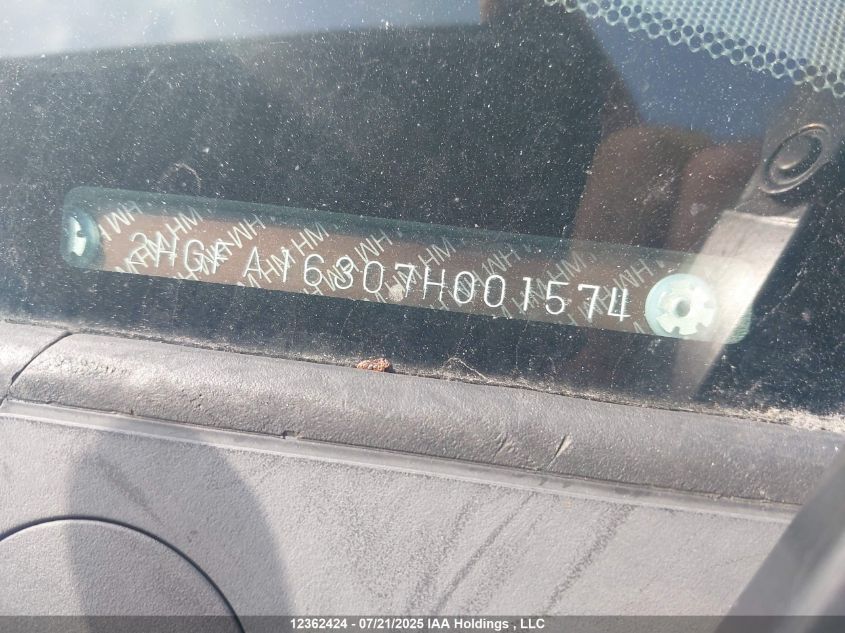 2HGFA16307H001574
12362424 - 07/21/2025 IAA Holdings , LLC